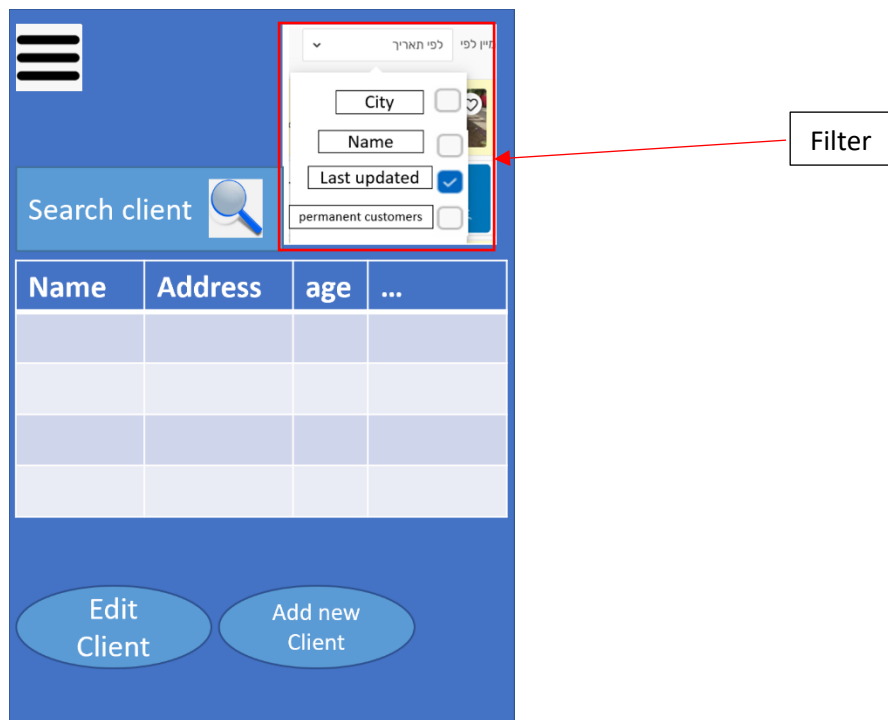 מיין לפי
לפי תאריך
City
Name
Last updated
permanent customers
Filter
Search client
Name Address age ...
Edit
Client
Add new
Client